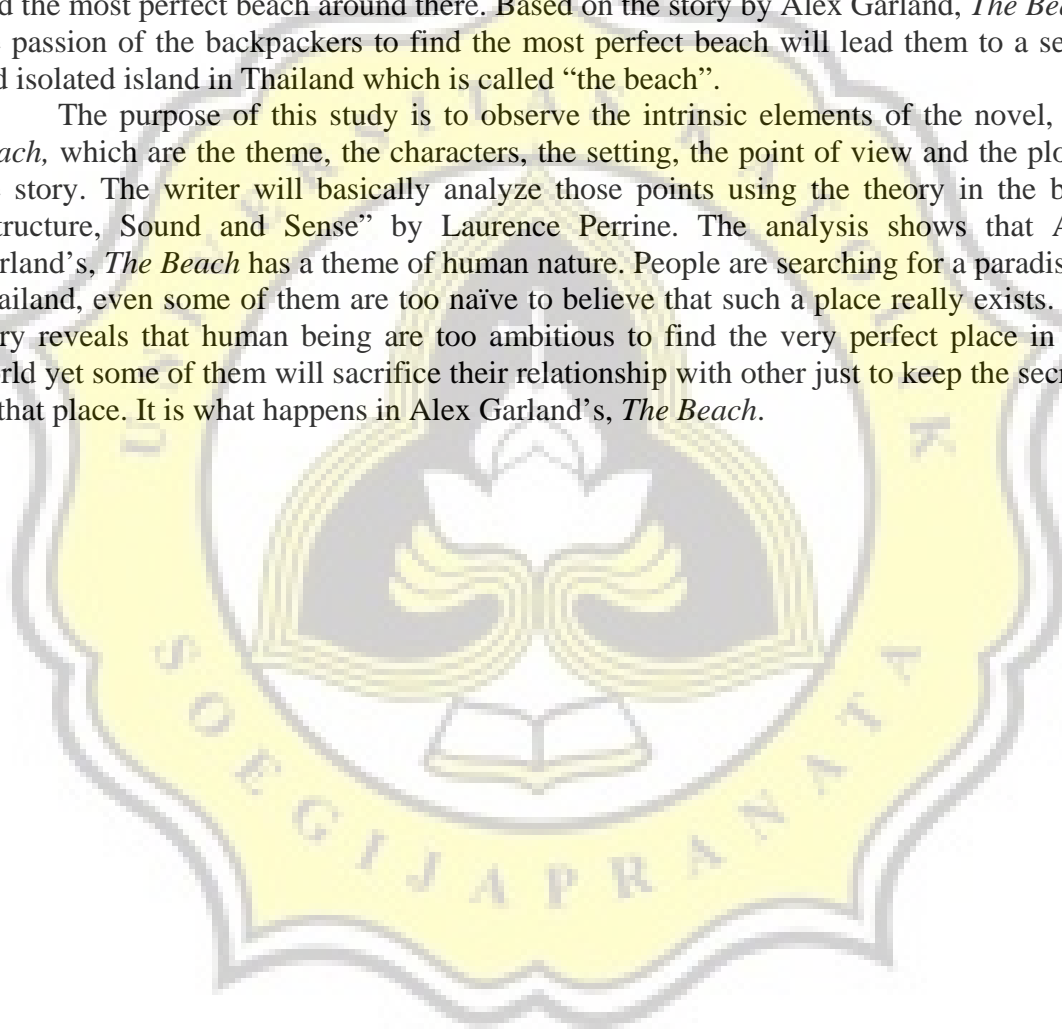 d the most perfect beach around there. Based on the story by Alex Garland, The Bea
e passion of the backpackers to find the most perfect beach will lead them to a se
d isolated island in Thailand which is called “the beach”.
The purpose of this study is to observe the intrinsic elements of the novel,
ach, which are the theme, the characters, the setting, the point of view and the plo
e story. The writer will basically analyze those points using the theory in the b
tructure, Sound and Sense” by Laurence Perrine. The analysis shows that A
rland’s, The Beach has a theme of human nature. People are searching for a paradis
ailand, even some of them are too naïve to believe that such a place really exists.
ry reveals that human being are too ambitious to find the very perfect place in
rld yet some of them will sacrifice their relationship with other just to keep the secr
that place. It is what happens in Alex Garland’s, The Beach.
UNIVERSITAS KATOLIK
SOEGIJAPRANATA